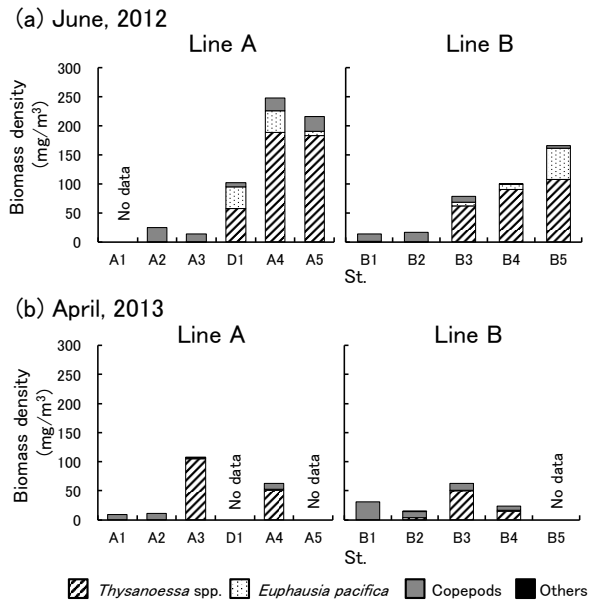 (a) June, 2012
Line A Line B
Biomass density
(mg/m³)
300
250
200
150
100
50
0
No data
A1 A2 A3 D1 A4 A5 B1 B2 B3 B4 B5
St.
(b) April, 2013
Line A Line B
Biomass density
(mg/m³)
300
250
200
150
100
50
0
No data No data No data
A1 A2 A3 D1 A4 A5 B1 B2 B3 B4 B5
St.
Thysanoessa spp. Euphausia pacifica Copepods Others